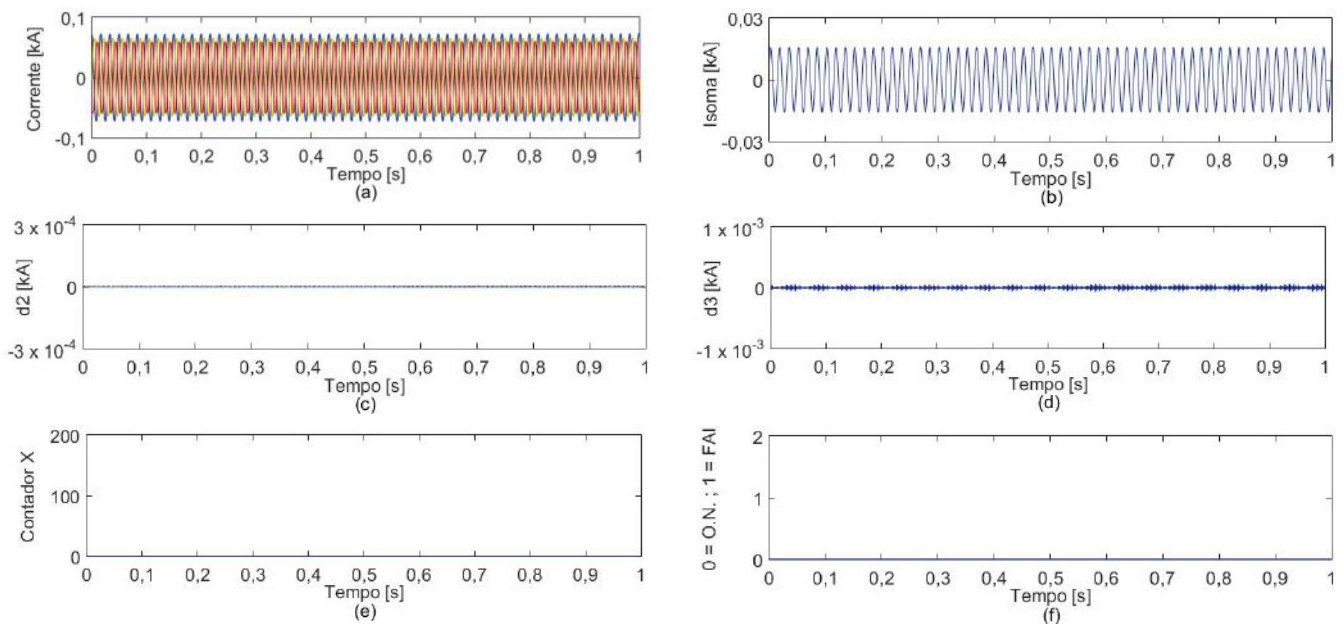 Corrente [kA]
0,1
0
-0,1
0 0,1 0,2 0,3 0,4 0,5 0,6 0,7 0,8 0,9 1
Tempo [s]
(a)
Isoma [kA]
0,03
0
-0,03
0 0,1 0,2 0,3 0,4 0,5 0,6 0,7 0,8 0,9 1
Tempo [s]
(b)
d2 [kA]
3 x 10-4
0
-3 x 10-4
0 0,1 0,2 0,3 0,4 0,5 0,6 0,7 0,8 0,9 1
Tempo [s]
(c)
d3 [kA]
1 x 10-3
0
-1 x 10-3
0 0,1 0,2 0,3 0,4 0,5 0,6 0,7 0,8 0,9 1
Tempo [s]
(d)
Contador X
200
100
0
0 0,1 0,2 0,3 0,4 0,5 0,6 0,7 0,8 0,9 1
Tempo [s]
(e)
0 = O.N. ; 1 = FAI
2
1
0
0 0,1 0,2 0,3 0,4 0,5 0,6 0,7 0,8 0,9 1
Tempo [s]
(f)